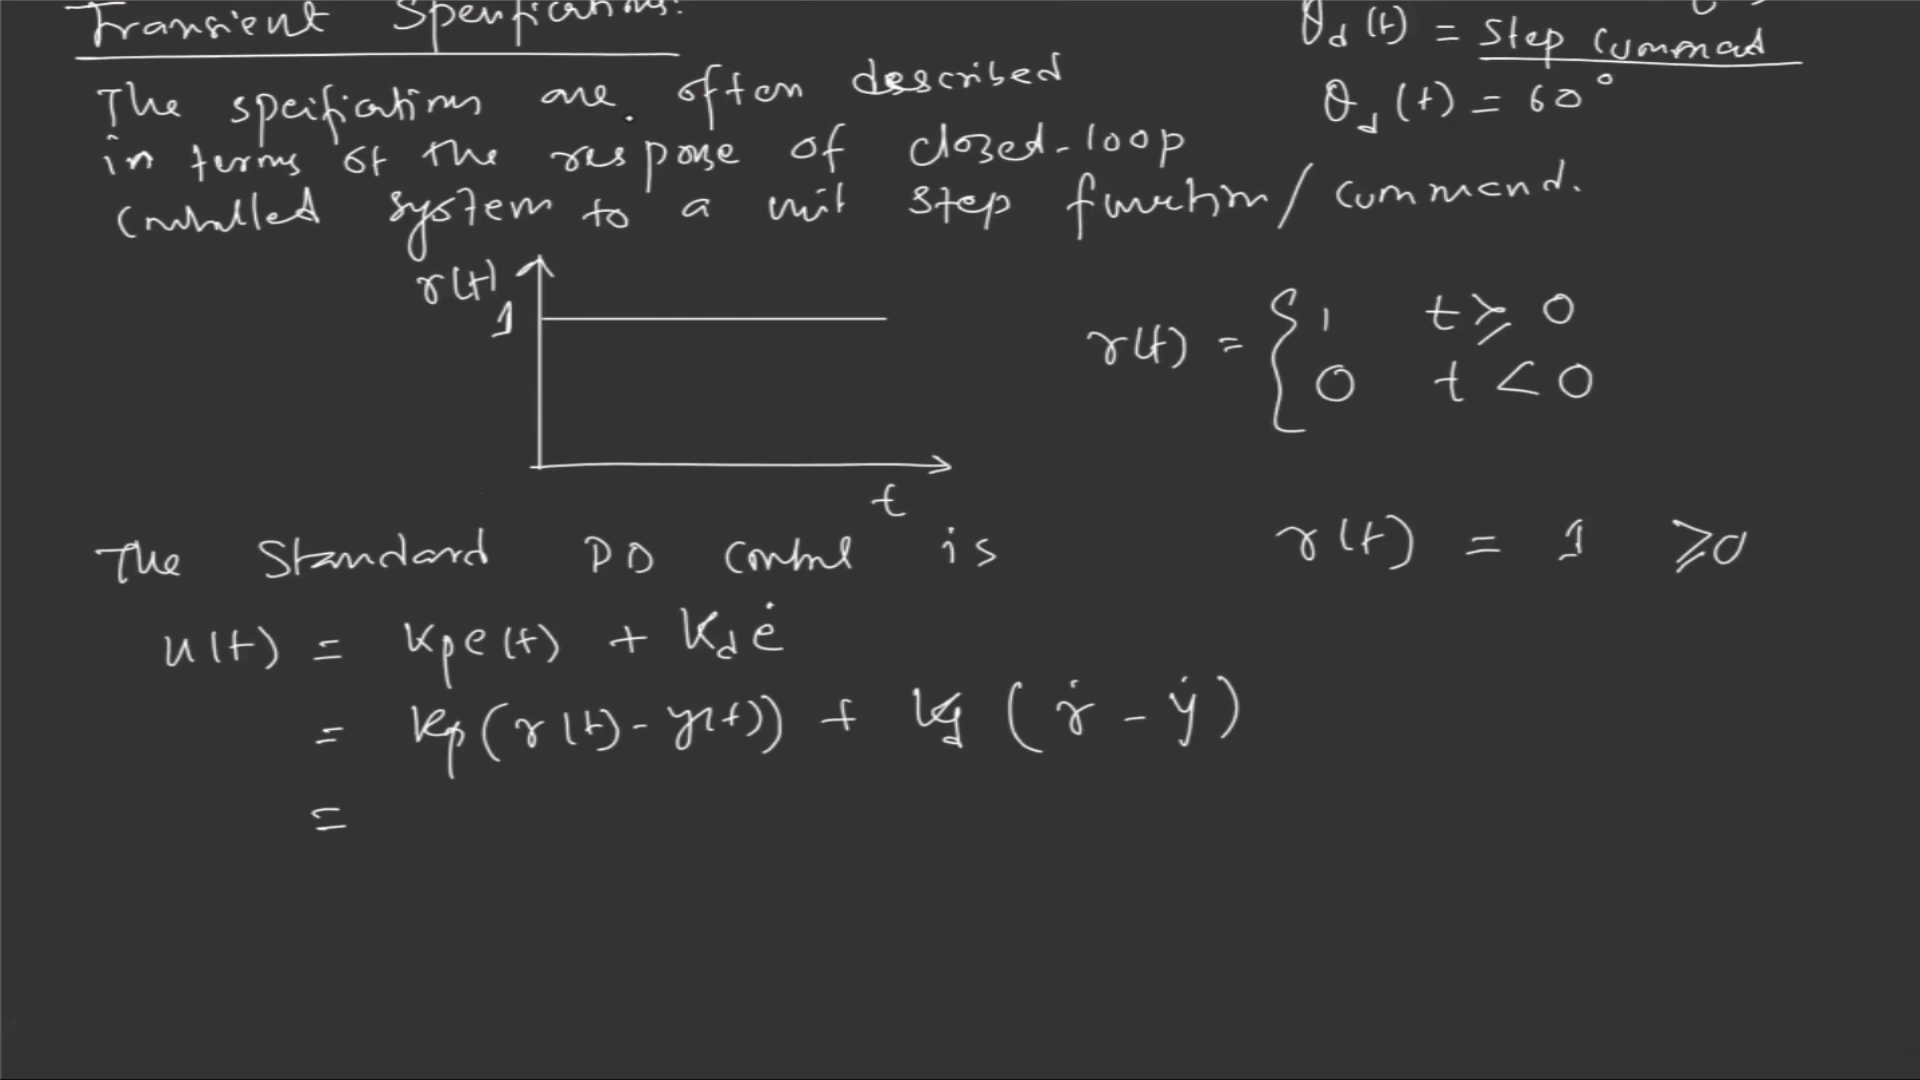 Transient Specifications:
θd(t) = Step Command
θd(t) = 60°
The specifications are often described
in terms of the response of closed-loop
controlled system to a unit step function/command.
r(t)
1
t
r(t) = { 1 t ≥ 0
0 t < 0
The Standard PD control is
r(t) = 1 ≥0
u(t) = Kp e(t) + Kd ė
= Kp(r(t) - y(t)) + Kd (ṙ - ẏ)
=